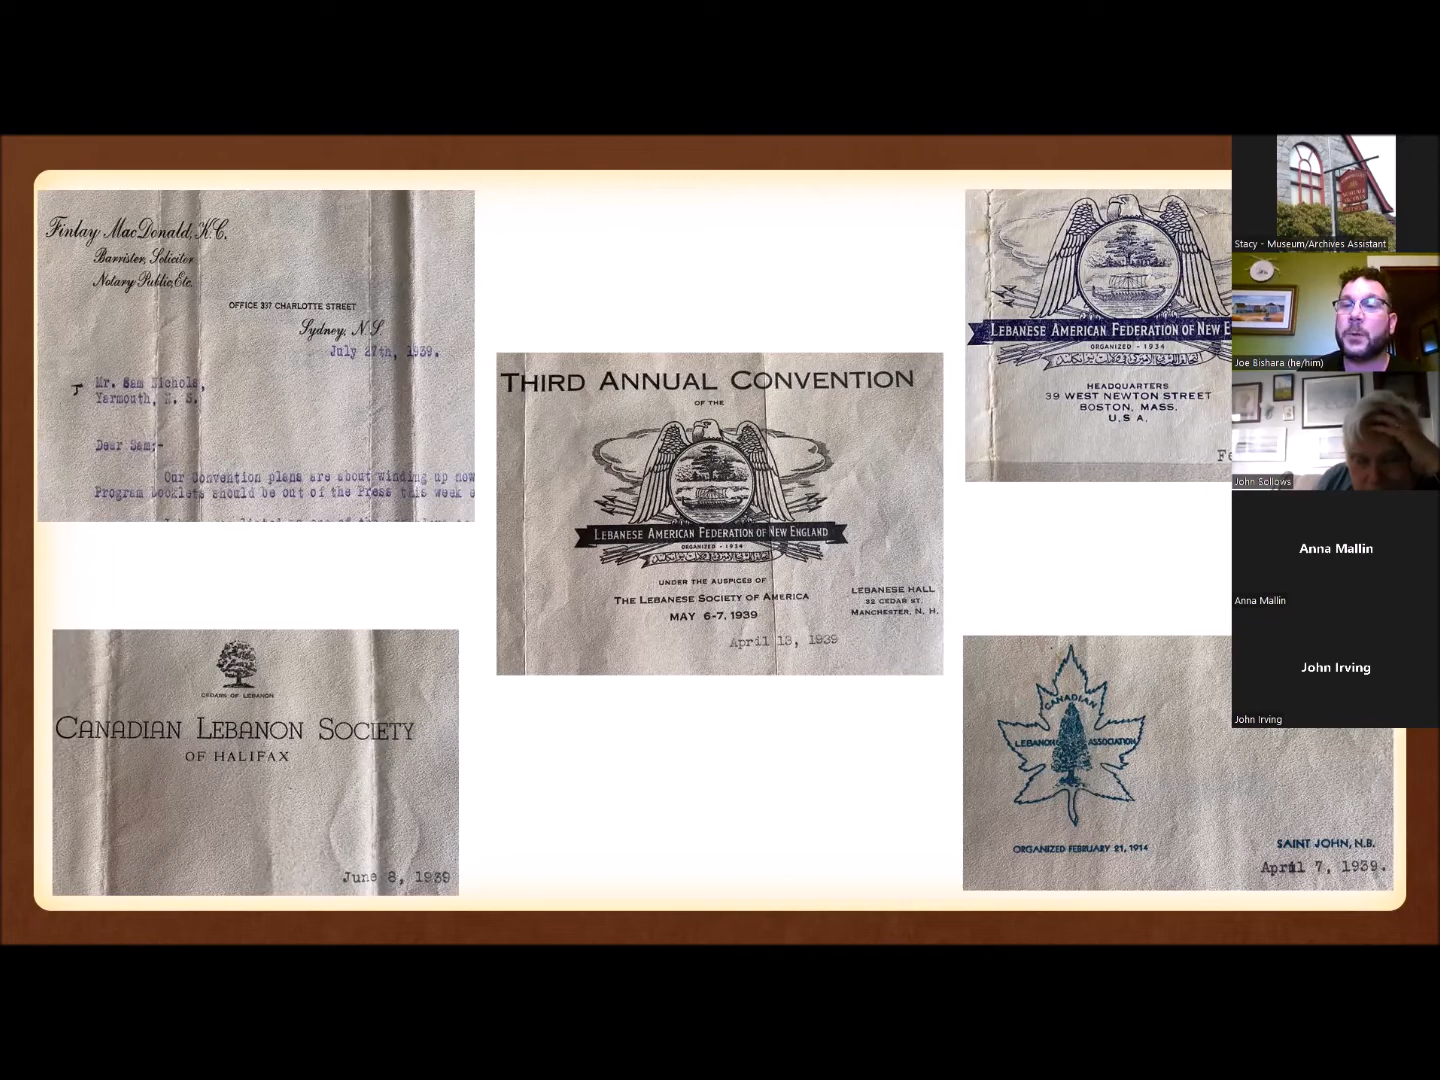 Finlay MacDonald, K.C.
Barrister, Solicitor
Notary Public, Etc.
OFFICE 337 CHARLOTTE STREET
Sydney, N.S.
July 27th, 1939.
Mr. Sam Nichols,
Yarmouth, N. S.
Dear Sam:-
Our Convention plans are about winding up now
Program booklets should be out of the Press this week
THIRD ANNUAL CONVENTION
OF THE
LEBANESE AMERICAN FEDERATION OF NEW ENGLAND
ORGANIZED - 1934
UNDER THE AUSPICES OF
THE LEBANESE SOCIETY OF AMERICA
MAY 6-7, 1939
LEBANESE HALL
32 CEDAR ST.
MANCHESTER, N. H.
April 13, 1939
LEBANESE AMERICAN FEDERATION OF NEW E
ORGANIZED - 1934
HEADQUARTERS
39 WEST NEWTON STREET
BOSTON, MASS.
U.S.A.
Fe
CEDARS OF LEBANON
CANADIAN LEBANON SOCIETY
OF HALIFAX
June 8, 1939
CANADIAN
LEBANON ASSOCIATION
ORGANIZED FEBRUARY 21, 1914
SAINT JOHN, N.B.
April 7, 1939.
Stacy - Museum/Archives Assistant
Joe Bishara (he/him)
John Sollows
Anna Mallin
Anna Mallin
John Irving
John Irving